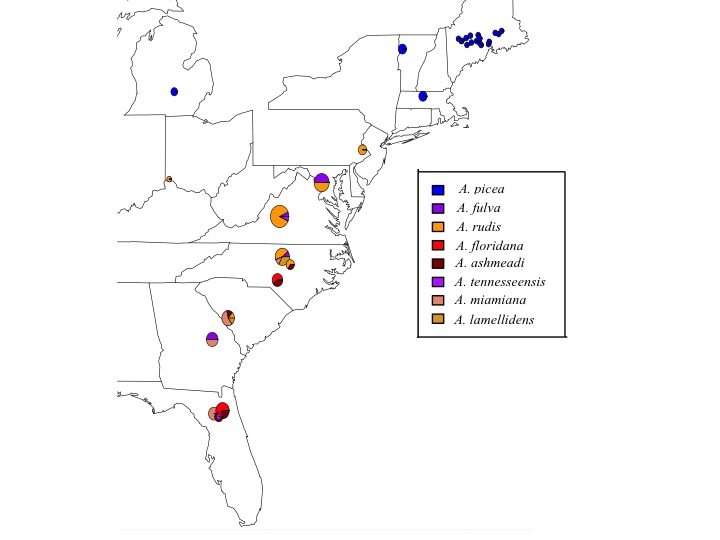 A. picea
A. fulva
A. rudis
A. floridana
A. ashmeadi
A. tennesseensis
A. miamiana
A. lamellidens